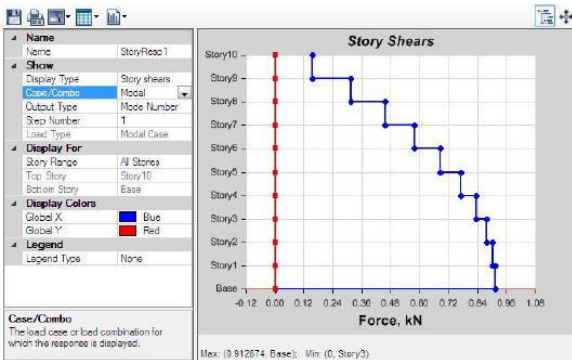 Name
Name StoryResp1
Show
Display Type Story shears
Case/Combo Modal
Output Type Mode Number
Step Number 1
Load Type Modal Case
Display For
Story Range All Stories
Top Story Story10
Bottom Story Base
Display Colors
Global X Blue
Global Y Red
Legend
Legend Type None
Case/Combo
The load case or load combination for
which the response is displayed.
Story Shears
Story10
Story9
Story8
Story7
Story6
Story5
Story4
Story3
Story2
Story1
Base
-0.12 0.00 0.12 0.24 0.36 0.48 0.60 0.72 0.84 0.96 1.08
Force, kN
Max: (0.912874, Base); Min: (0, Story3)